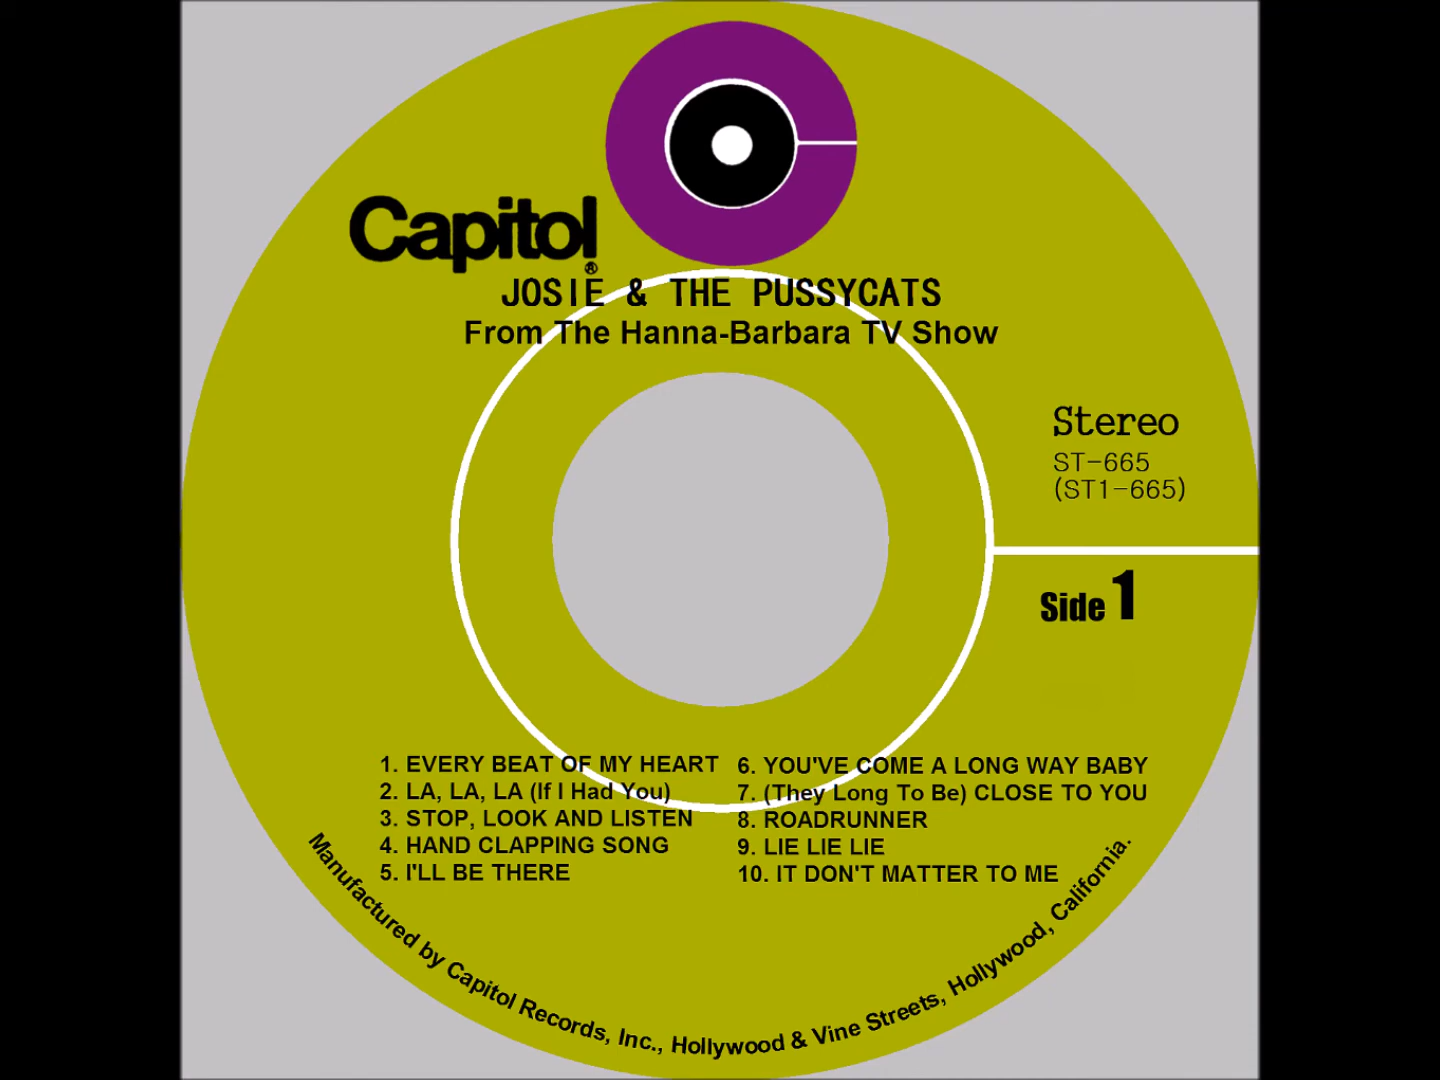 Capitol®
JOSIE & THE PUSSYCATS
From The Hanna-Barbara TV Show
Stereo
ST-665
(ST1-665)
Side 1
1. EVERY BEAT OF MY HEART
2. LA, LA, LA (If I Had You)
3. STOP, LOOK AND LISTEN
4. HAND CLAPPING SONG
5. I'LL BE THERE
6. YOU'VE COME A LONG WAY BABY
7. (They Long To Be) CLOSE TO YOU
8. ROADRUNNER
9. LIE LIE LIE
10. IT DON'T MATTER TO ME
Manufactured by Capitol Records, Inc., Hollywood & Vine Streets, Hollywood, California.